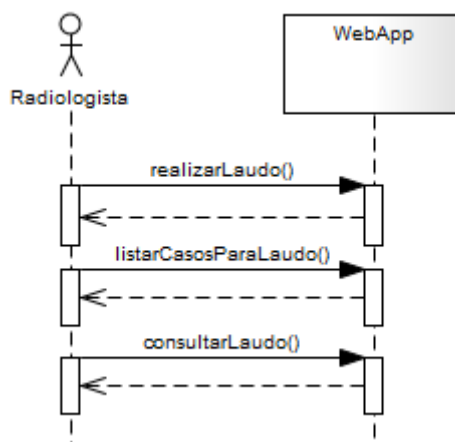 WebApp
Radiologista
realizarLaudo()
listarCasosParaLaudo()
consultarLaudo()